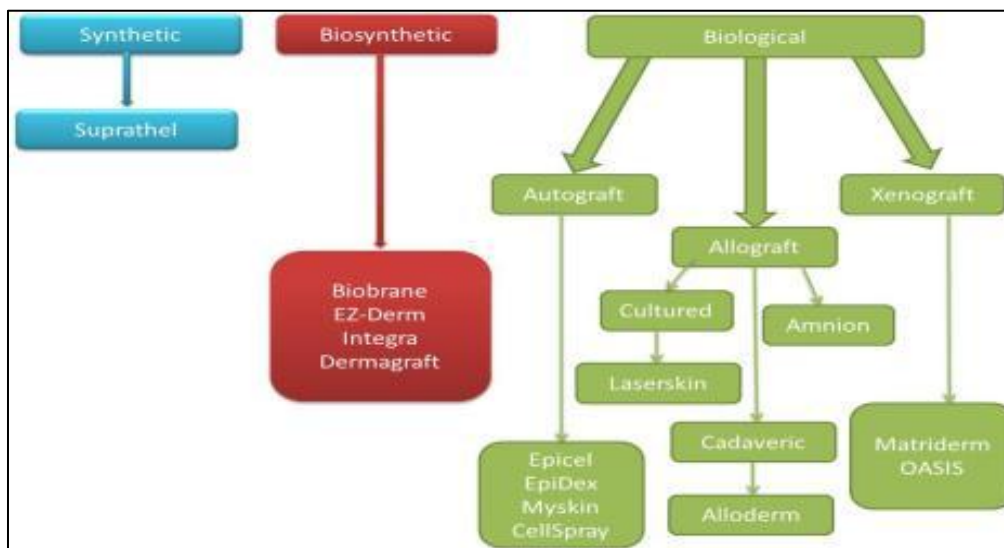 Synthetic
Suprathel
Biosynthetic
Biobrane
EZ-Derm
Integra
Dermagraft
Biological
Autograft
Epicel
EpiDex
Myskin
CellSpray
Allograft
Cultured
Laserskin
Cadaveric
Alloderm
Amnion
Xenograft
Matriderm
OASIS